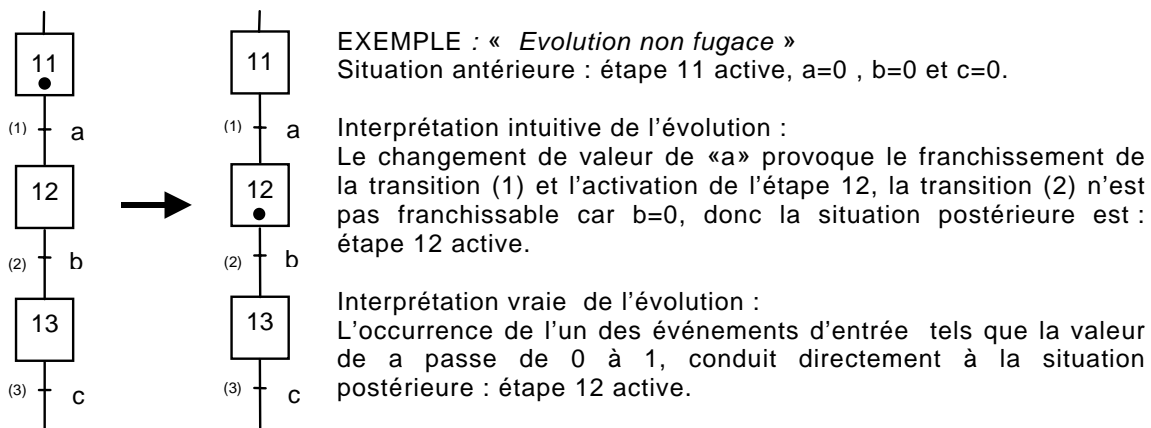 EXEMPLE : « Evolution non fugace »
Situation antérieure : étape 11 active, a=0 , b=0 et c=0.
Interprétation intuitive de l’évolution :
Le changement de valeur de «a» provoque le franchissement de
la transition (1) et l’activation de l’étape 12, la transition (2) n’est
pas franchissable car b=0, donc la situation postérieure est :
étape 12 active.
Interprétation vraie de l’évolution :
L’occurrence de l’un des événements d’entrée tels que la valeur
de a passe de 0 à 1, conduit directement à la situation
postérieure : étape 12 active.
11
(1) a
12
(2) b
13
(3) c
11
(1) a
12
(2) b
13
(3) c